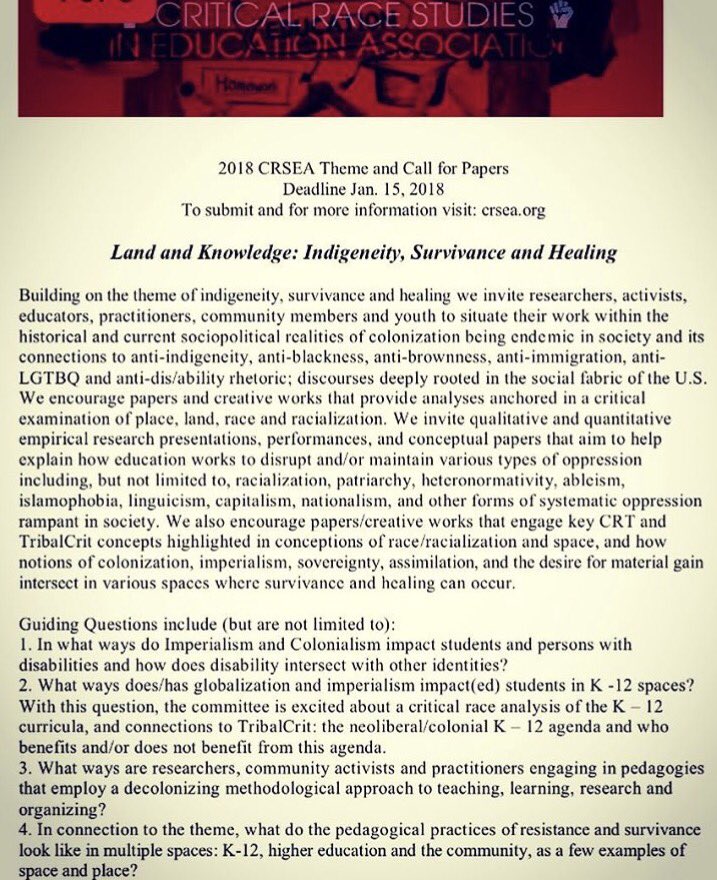 CRITICAL RACE STUDIES
IN EDUCATION ASSOCIATION
Homework
2018 CRSEA Theme and Call for Papers
Deadline Jan. 15, 2018
To submit and for more information visit: crsea.org
Land and Knowledge: Indigeneity, Survivance and Healing
Building on the theme of indigeneity, survivance and healing we invite researchers, activists,
educators, practitioners, community members and youth to situate their work within the
historical and current sociopolitical realities of colonization being endemic in society and its
connections to anti-indigeneity, anti-blackness, anti-brownness, anti-immigration, anti-
LGTBQ and anti-dis/ability rhetoric; discourses deeply rooted in the social fabric of the U.S.
We encourage papers and creative works that provide analyses anchored in a critical
examination of place, land, race and racialization. We invite qualitative and quantitative
empirical research presentations, performances, and conceptual papers that aim to help
explain how education works to disrupt and/or maintain various types of oppression
including, but not limited to, racialization, patriarchy, heteronormativity, ableism,
islamophobia, linguicism, capitalism, nationalism, and other forms of systematic oppression
rampant in society. We also encourage papers/creative works that engage key CRT and
TribalCrit concepts highlighted in conceptions of race/racialization and space, and how
notions of colonization, imperialism, sovereignty, assimilation, and the desire for material gain
intersect in various spaces where survivance and healing can occur.
Guiding Questions include (but are not limited to):
1. In what ways do Imperialism and Colonialism impact students and persons with
disabilities and how does disability intersect with other identities?
2. What ways does/has globalization and imperialism impact(ed) students in K -12 spaces?
With this question, the committee is excited about a critical race analysis of the K – 12
curricula, and connections to TribalCrit: the neoliberal/colonial K – 12 agenda and who
benefits and/or does not benefit from this agenda.
3. What ways are researchers, community activists and practitioners engaging in pedagogies
that employ a decolonizing methodological approach to teaching, learning, research and
organizing?
4. In connection to the theme, what do the pedagogical practices of resistance and survivance
look like in multiple spaces: K-12, higher education and the community, as a few examples of
space and place?